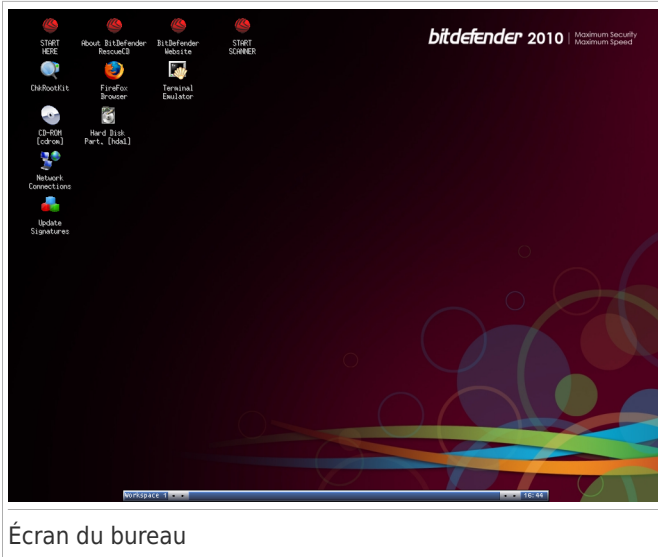 bitdefender 2010 | Maximum Security
Maximum Speed
START
HERE
About BitDefender
RescueCD
BitDefender
Website
START
SCANNER
ChkRootKit
FireFox
Browser
Terminal
Emulator
CD-ROM
[cdrom]
Hard Disk
Part. [hda1]
Network
Connections
Update
Signatures
Workspace 1
16:44
Écran du bureau